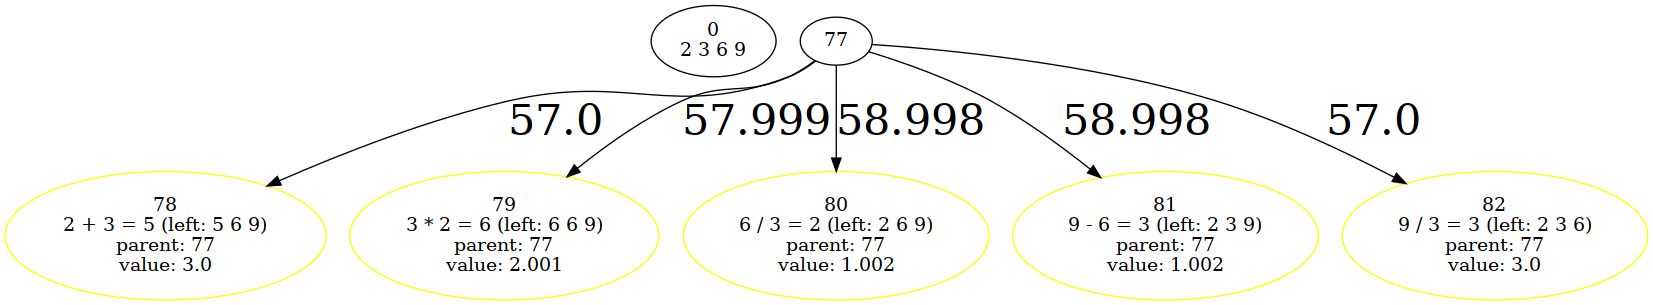 0
2 3 6 9
77
57.0
57.999
58.998
58.998
57.0
78
2 + 3 = 5 (left: 5 6 9)
parent: 77
value: 3.0
79
3 * 2 = 6 (left: 6 6 9)
parent: 77
value: 2.001
80
6 / 3 = 2 (left: 2 6 9)
parent: 77
value: 1.002
81
9 - 6 = 3 (left: 2 3 9)
parent: 77
value: 1.002
82
9 / 3 = 3 (left: 2 3 6)
parent: 77
value: 3.0